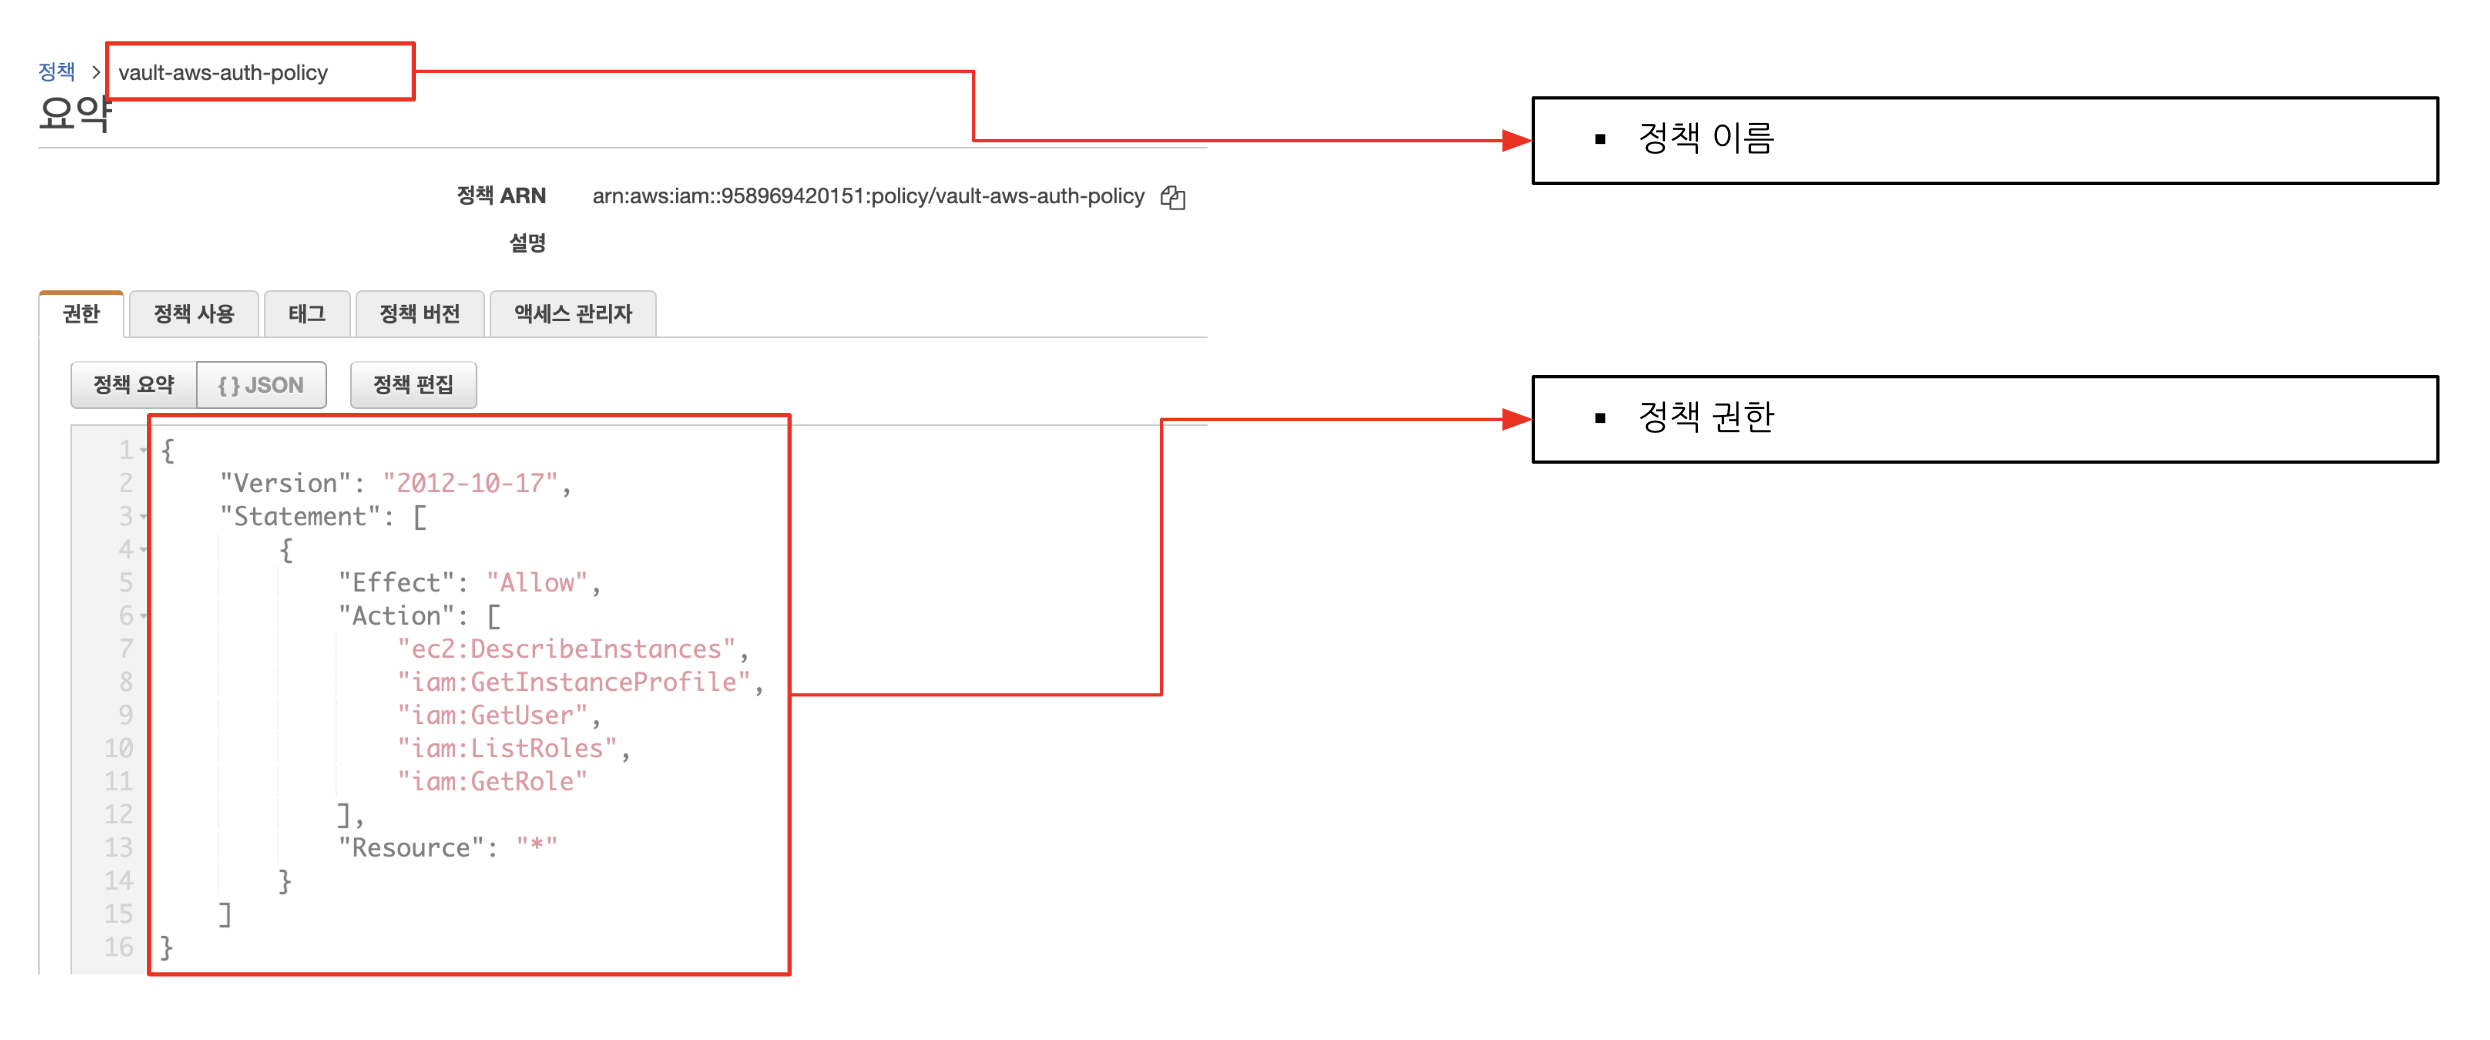 정책 > vault-aws-auth-policy
요약
정책 ARN arn:aws:iam::958969420151:policy/vault-aws-auth-policy
설명
권한 정책 사용 태그 정책 버전 액세스 관리자
정책 요약 { } JSON 정책 편집
1 {
2 "Version": "2012-10-17",
3 "Statement": [
4 {
5 "Effect": "Allow",
6 "Action": [
7 "ec2:DescribeInstances",
8 "iam:GetInstanceProfile",
9 "iam:GetUser",
10 "iam:ListRoles",
11 "iam:GetRole"
12 ],
13 "Resource": "*"
14 }
15 ]
16 }
▪ 정책 이름
▪ 정책 권한